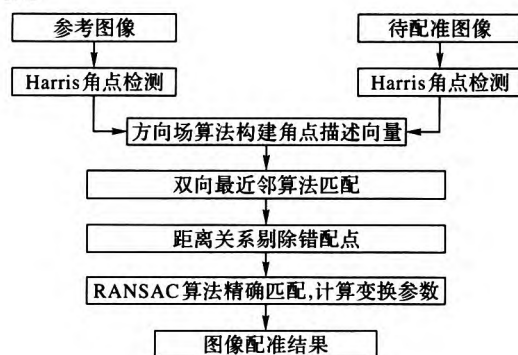 参考图像
待配准图像
Harris角点检测
Harris角点检测
方向场算法构建角点描述向量
双向最近邻算法匹配
距离关系剔除错配点
RANSAC算法精确匹配,计算变换参数
图像配准结果